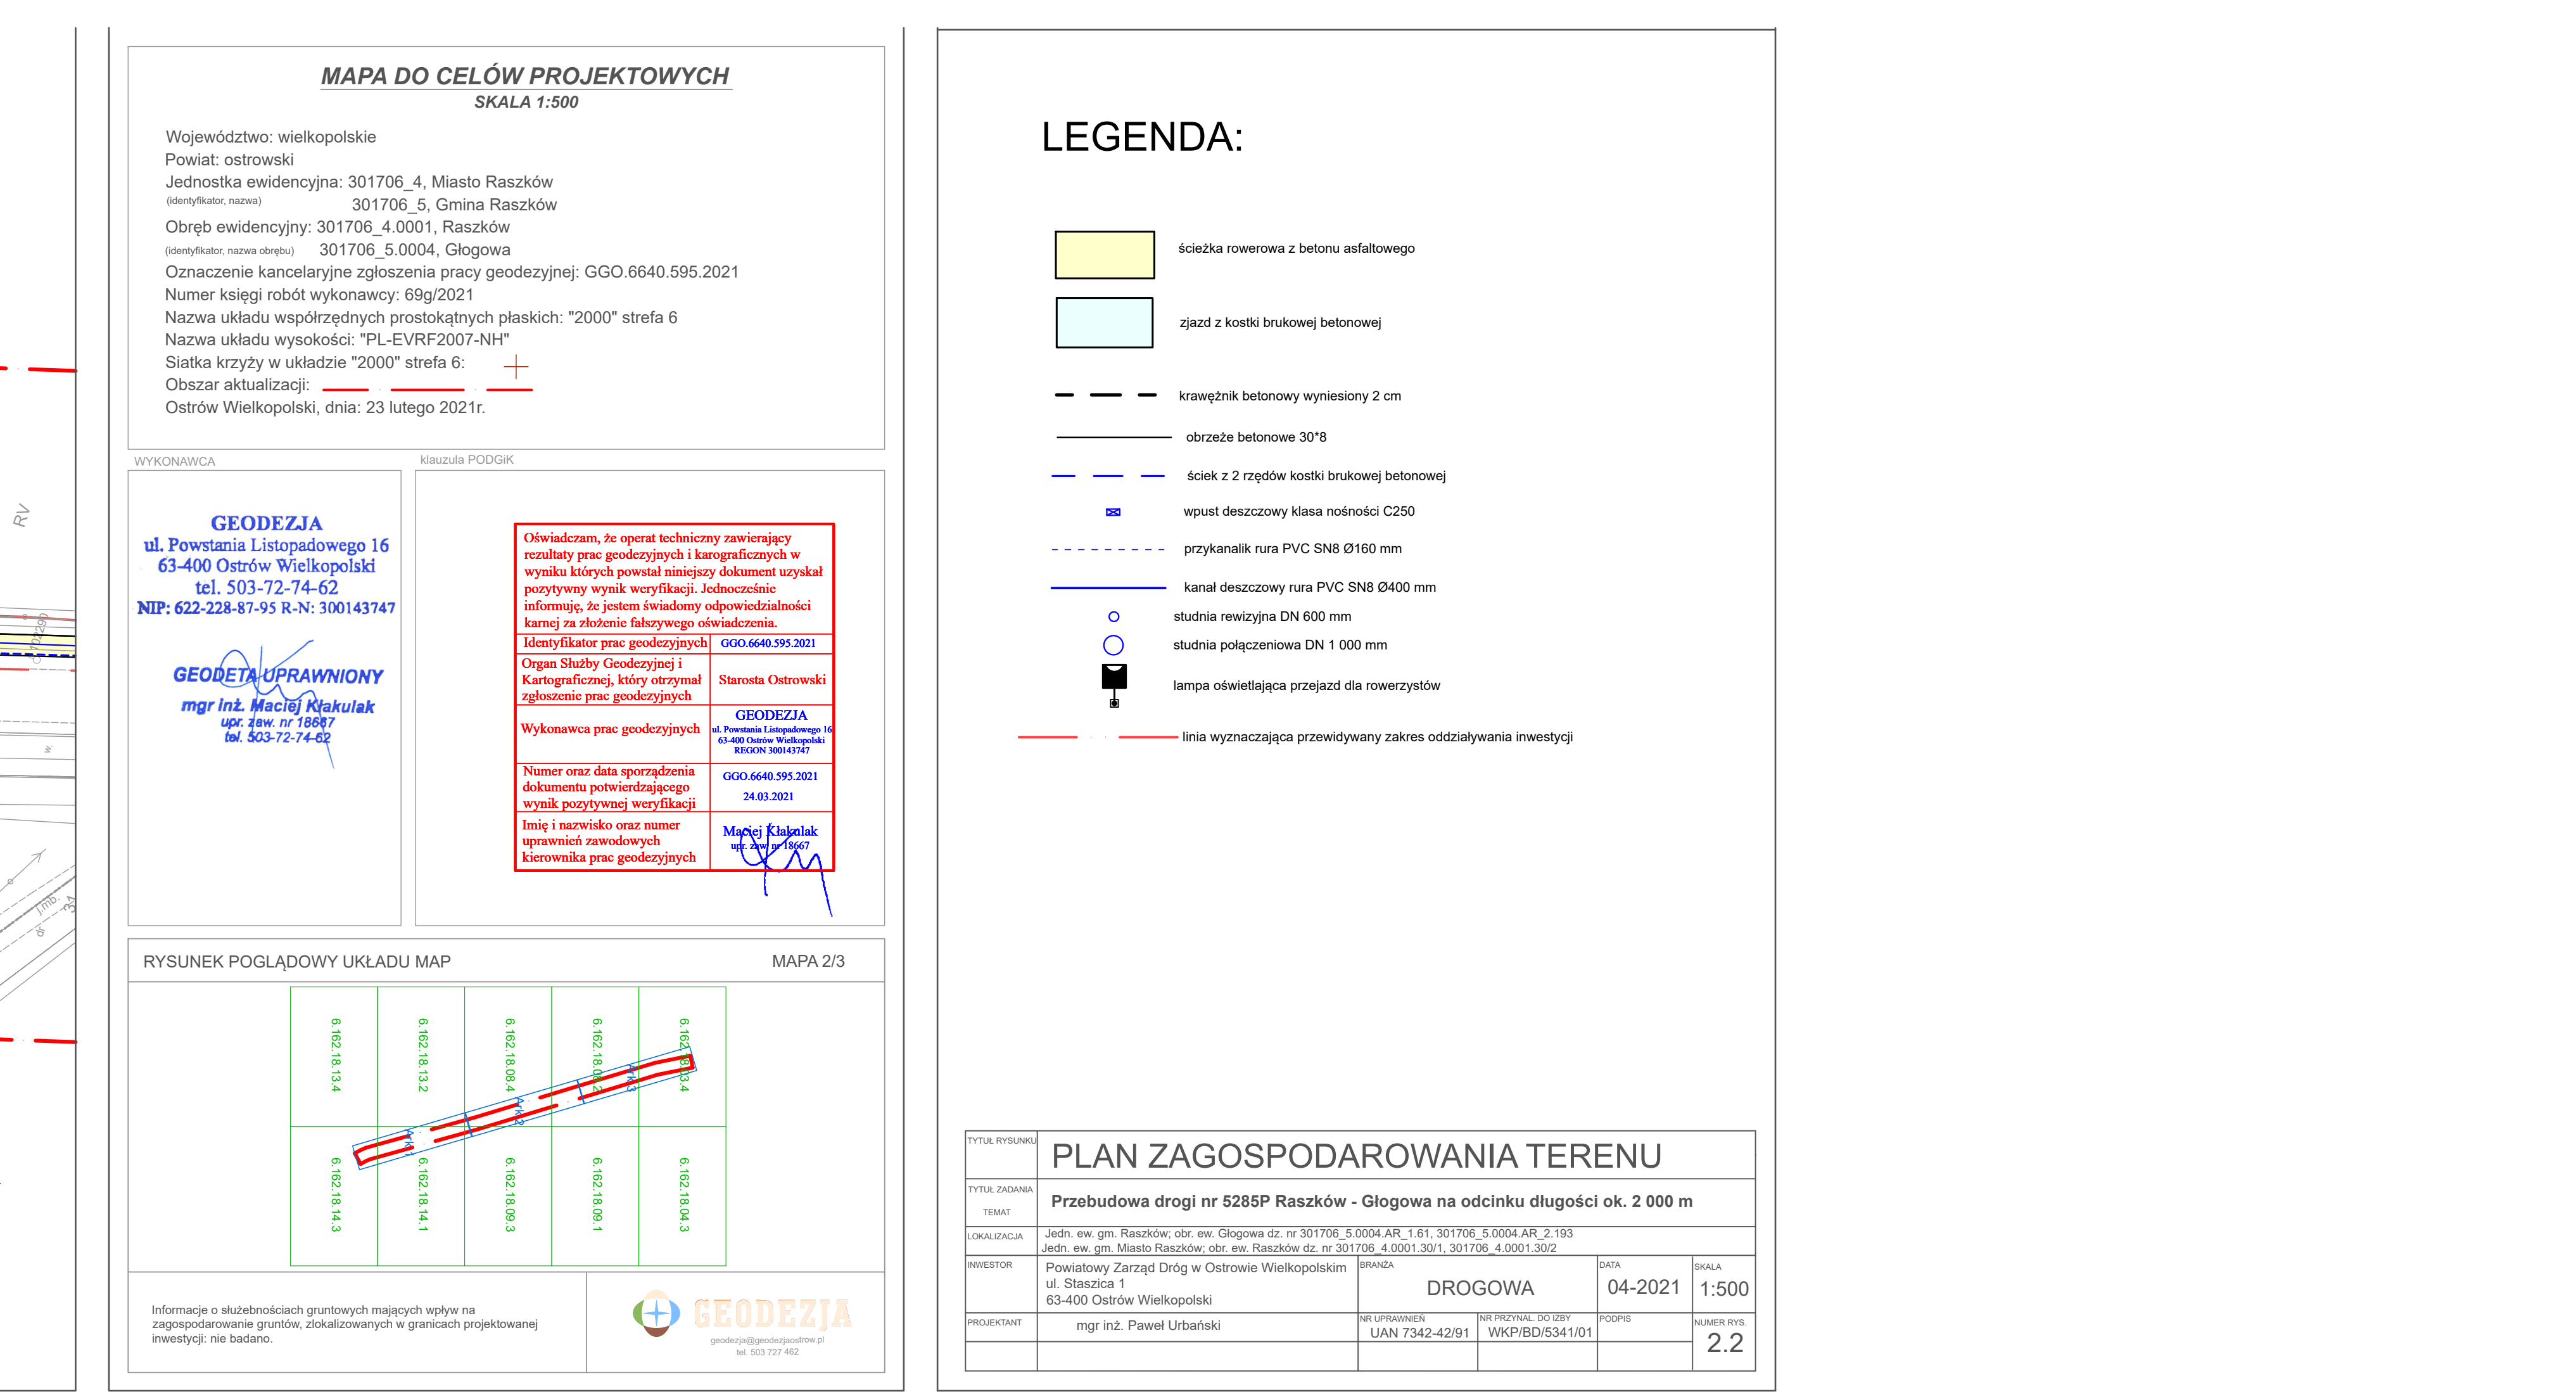 MAPA DO CELÓW PROJEKTOWYCH
SKALA 1:500
Województwo: wielkopolskie
Powiat: ostrowski
Jednostka ewidencyjna: 301706_4, Miasto Raszków
(identyfikator, nazwa) 301706_5, Gmina Raszków
Obręb ewidencyjny: 301706_4.0001, Raszków
(identyfikator, nazwa obrębu) 301706_5.0004, Głogowa
Oznaczenie kancelaryjne zgłoszenia pracy geodezyjnej: GGO.6640.595.2021
Numer księgi robót wykonawcy: 69g/2021
Nazwa układu współrzędnych prostokątnych płaskich: "2000" strefa 6
Nazwa układu wysokości: "PL-EVRF2007-NH"
Siatka krzyży w układzie "2000" strefa 6:
Obszar aktualizacji:
Ostrów Wielkopolski, dnia: 23 lutego 2021r.
WYKONAWCA
GEODEZJA
ul. Powstania Listopadowego 16
63-400 Ostrów Wielkopolski
tel. 503-72-74-62
NIP: 622-228-87-95 R-N: 300143747
GEODETA UPRAWNIONY
mgr inż. Maciej Kłakulak
upr. zaw. nr 18667
tel. 503-72-74-62
klauzula PODGiK
Oświadczam, że operat techniczny zawierający
rezultaty prac geodezyjnych i karograficznych w
wyniku których powstał niniejszy dokument uzyskał
pozytywny wynik weryfikacji. Jednocześnie
informuję, że jestem świadomy odpowiedzialności
karnej za złożenie fałszywego oświadczenia.
Identyfikator prac geodezyjnych GGO.6640.595.2021
Organ Służby Geodezyjnej i
Kartograficznej, który otrzymał
zgłoszenie prac geodezyjnych
Starosta Ostrowski
Wykonawca prac geodezyjnych
GEODEZJA
ul. Powstania Listopadowego 16
63-400 Ostrów Wielkopolski
REGON 300143747
Numer oraz data sporządzenia
dokumentu potwierdzającego
wynik pozytywnej weryfikacji
GGO.6640.595.2021
24.03.2021
Imię i nazwisko oraz numer
uprawnień zawodowych
kierownika prac geodezyjnych
Maciej Kłakulak
upr. zaw. nr 18667
RYSUNEK POGLĄDOWY UKŁADU MAP MAPA 2/3
6.162.18.13.4
6.162.18.13.2
6.162.18.08.4
6.162.18.08.2
6.162.18.03.4
Ark.1
Ark.2
Ark.3
6.162.18.14.3
6.162.18.14.1
6.162.18.09.3
6.162.18.09.1
6.162.18.04.3
Informacje o służebnościach gruntowych mających wpływ na
zagospodarowanie gruntów, zlokalizowanych w granicach projektowanej
inwestycji: nie badano.
GEODEZJA
geodezja@geodezjaostrow.pl
tel. 503 727 462
RV
w.
j.mb.
dr
LEGENDA:
ścieżka rowerowa z betonu asfaltowego
zjazd z kostki brukowej betonowej
krawężnik betonowy wyniesiony 2 cm
obrzeże betonowe 30*8
ściek z 2 rzędów kostki brukowej betonowej
wpust deszczowy klasa nośności C250
przykanalik rura PVC SN8 Ø160 mm
kanał deszczowy rura PVC SN8 Ø400 mm
studnia rewizyjna DN 600 mm
studnia połączeniowa DN 1 000 mm
lampa oświetlająca przejazd dla rowerzystów
linia wyznaczająca przewidywany zakres oddziaływania inwestycji
TYTUŁ RYSUNKU
PLAN ZAGOSPODAROWANIA TERENU
TYTUŁ ZADANIA
TEMAT
Przebudowa drogi nr 5285P Raszków - Głogowa na odcinku długości ok. 2 000 m
LOKALIZACJA
Jedn. ew. gm. Raszków; obr. ew. Głogowa dz. nr 301706_5.0004.AR_1.61, 301706_5.0004.AR_2.193
Jedn. ew. gm. Miasto Raszków; obr. ew. Raszków dz. nr 301706_4.0001.30/1, 301706_4.0001.30/2
INWESTOR
Powiatowy Zarząd Dróg w Ostrowie Wielkopolskim
ul. Staszica 1
63-400 Ostrów Wielkopolski
BRANŻA
DROGOWA
DATA
04-2021
SKALA
1:500
PROJEKTANT
mgr inż. Paweł Urbański
NR UPRAWNIEŃ
UAN 7342-42/91
NR PRZYNAL. DO IZBY
WKP/BD/5341/01
PODPIS
NUMER RYS.
2.2